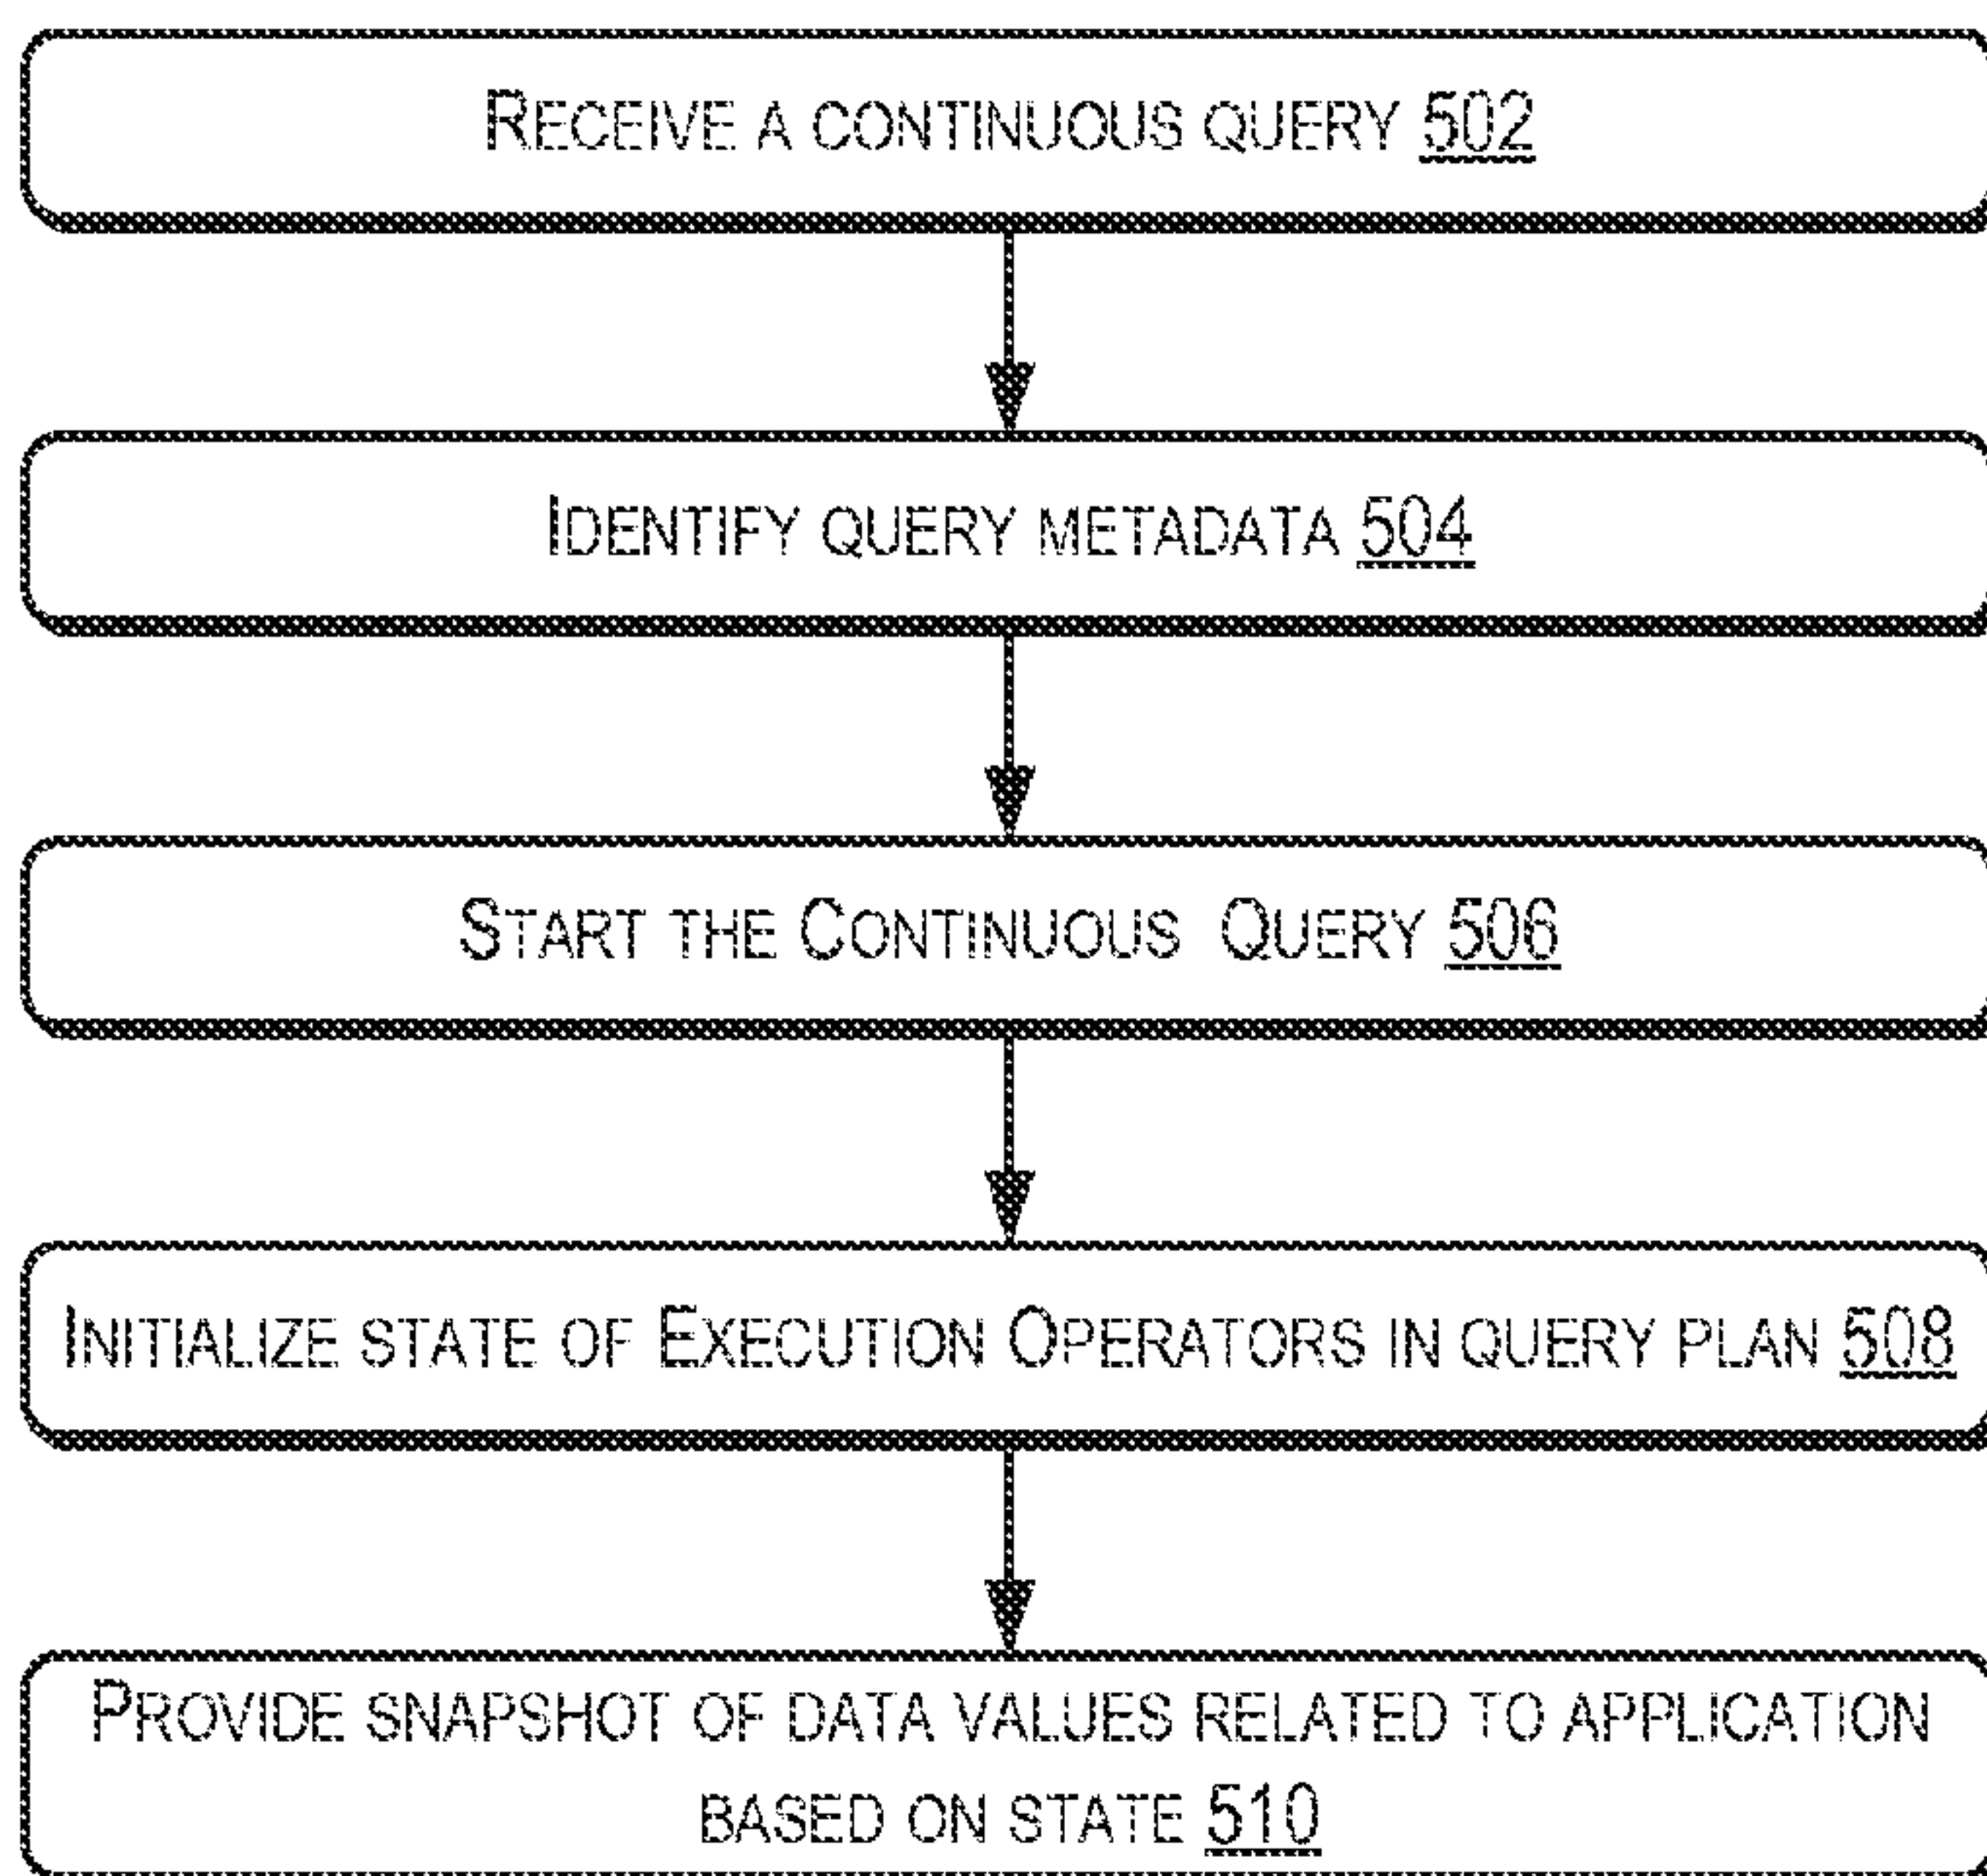 RECEIVE A CONTINUOUS QUERY 502
IDENTIFY QUERY METADATA 504
START THE CONTINUOUS QUERY 506
INITIALIZE STATE OF EXECUTION OPERATORS IN QUERY PLAN 508
PROVIDE SNAPSHOT OF DATA VALUES RELATED TO APPLICATION
BASED ON STATE 510